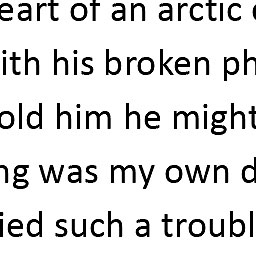 eart of an arctic
ith his broken ph
old him he might
ng was my own d
ied such a troubl